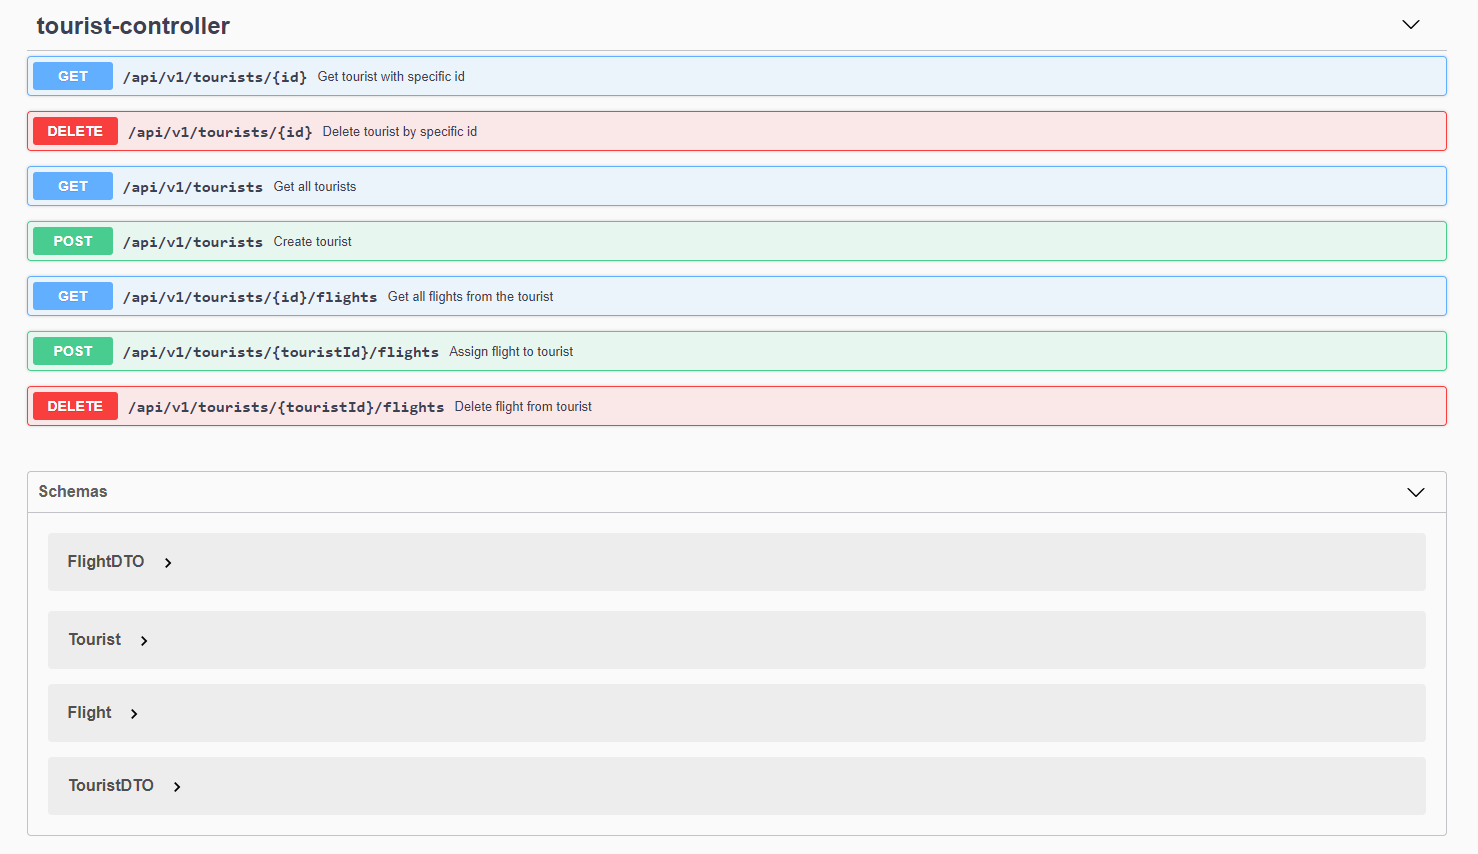 tourist-controller
GET /api/v1/tourists/{id} Get tourist with specific id
DELETE /api/v1/tourists/{id} Delete tourist by specific id
GET /api/v1/tourists Get all tourists
POST /api/v1/tourists Create tourist
GET /api/v1/tourists/{id}/flights Get all flights from the tourist
POST /api/v1/tourists/{touristId}/flights Assign flight to tourist
DELETE /api/v1/tourists/{touristId}/flights Delete flight from tourist
Schemas
FlightDTO
Tourist
Flight
TouristDTO